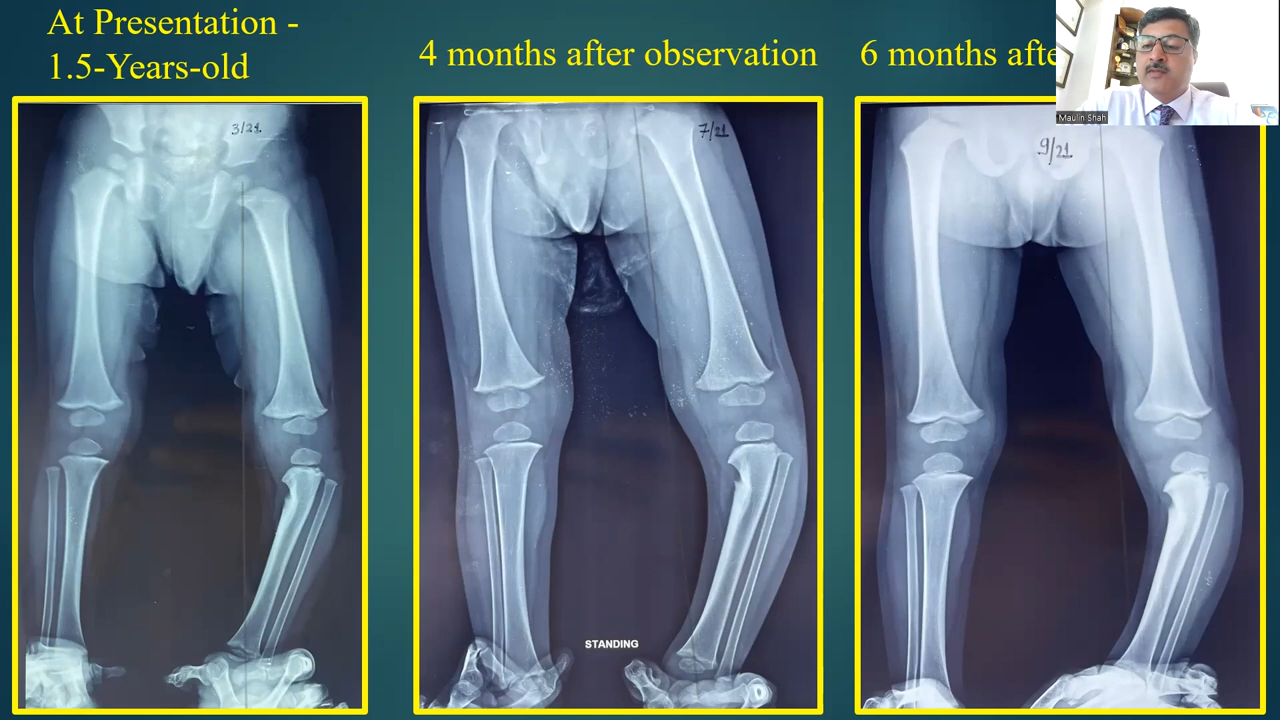 At Presentation -
1.5-Years-old
4 months after observation
6 months afte
Maulin Shah
3/21
7/21
9/21
STANDING